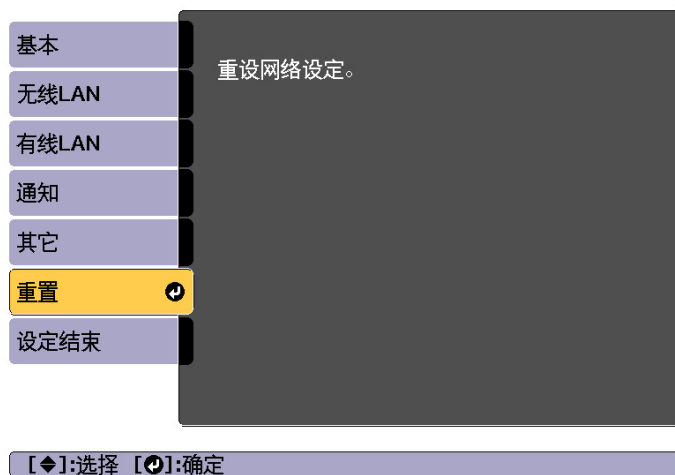 基本
无线LAN
有线LAN
通知
其它
重置
设定结束
重设网络设定。
[◆]:选择 [↵]:确定